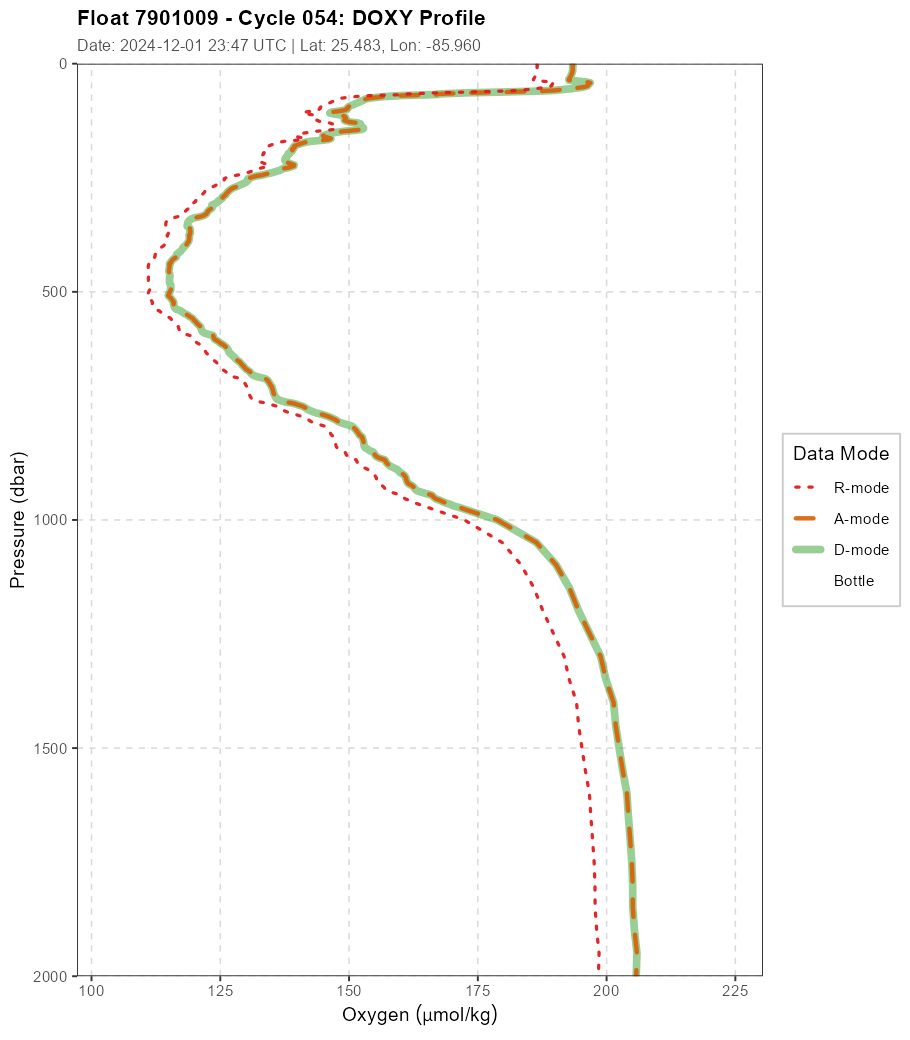 Float 7901009 - Cycle 054: DOXY Profile
Date: 2024-12-01 23:47 UTC | Lat: 25.483, Lon: -85.960
0
500
1000
1500
2000
Pressure (dbar)
100 125 150 175 200 225
Oxygen (μmol/kg)
Data Mode
R-mode
A-mode
D-mode
Bottle